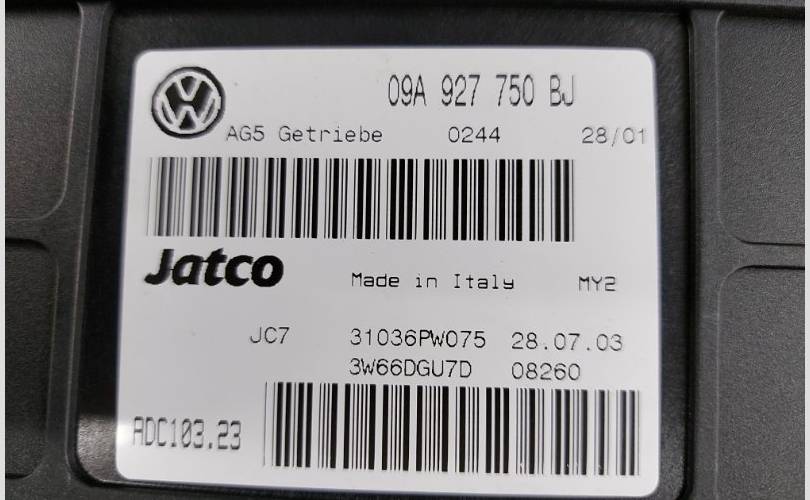 09A 927 750 BJ
AG5 Getriebe 0244 28/01
Jatco Made in Italy MY2
JC7 31036PW075 28.07.03
3W66DGU7D 08260
ADC103.23